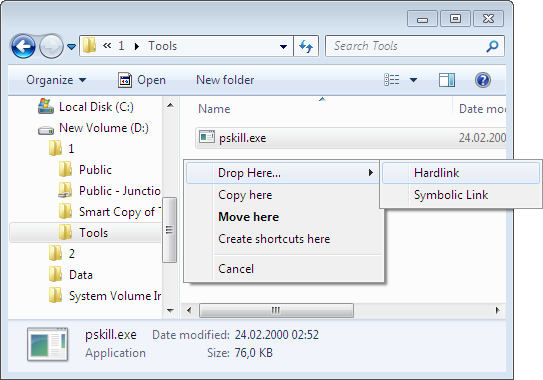 « 1 ▸ Tools
Search Tools
Organize Open New folder
Local Disk (C:)
New Volume (D:)
1
Public
Public - Junction
Smart Copy of T
Tools
2
Data
System Volume In
Name Date mod
pskill.exe 24.02.2000
Drop Here...
Copy here
Move here
Create shortcuts here
Cancel
Hardlink
Symbolic Link
pskill.exe Date modified: 24.02.2000 02:52
Application Size: 76,0 KB